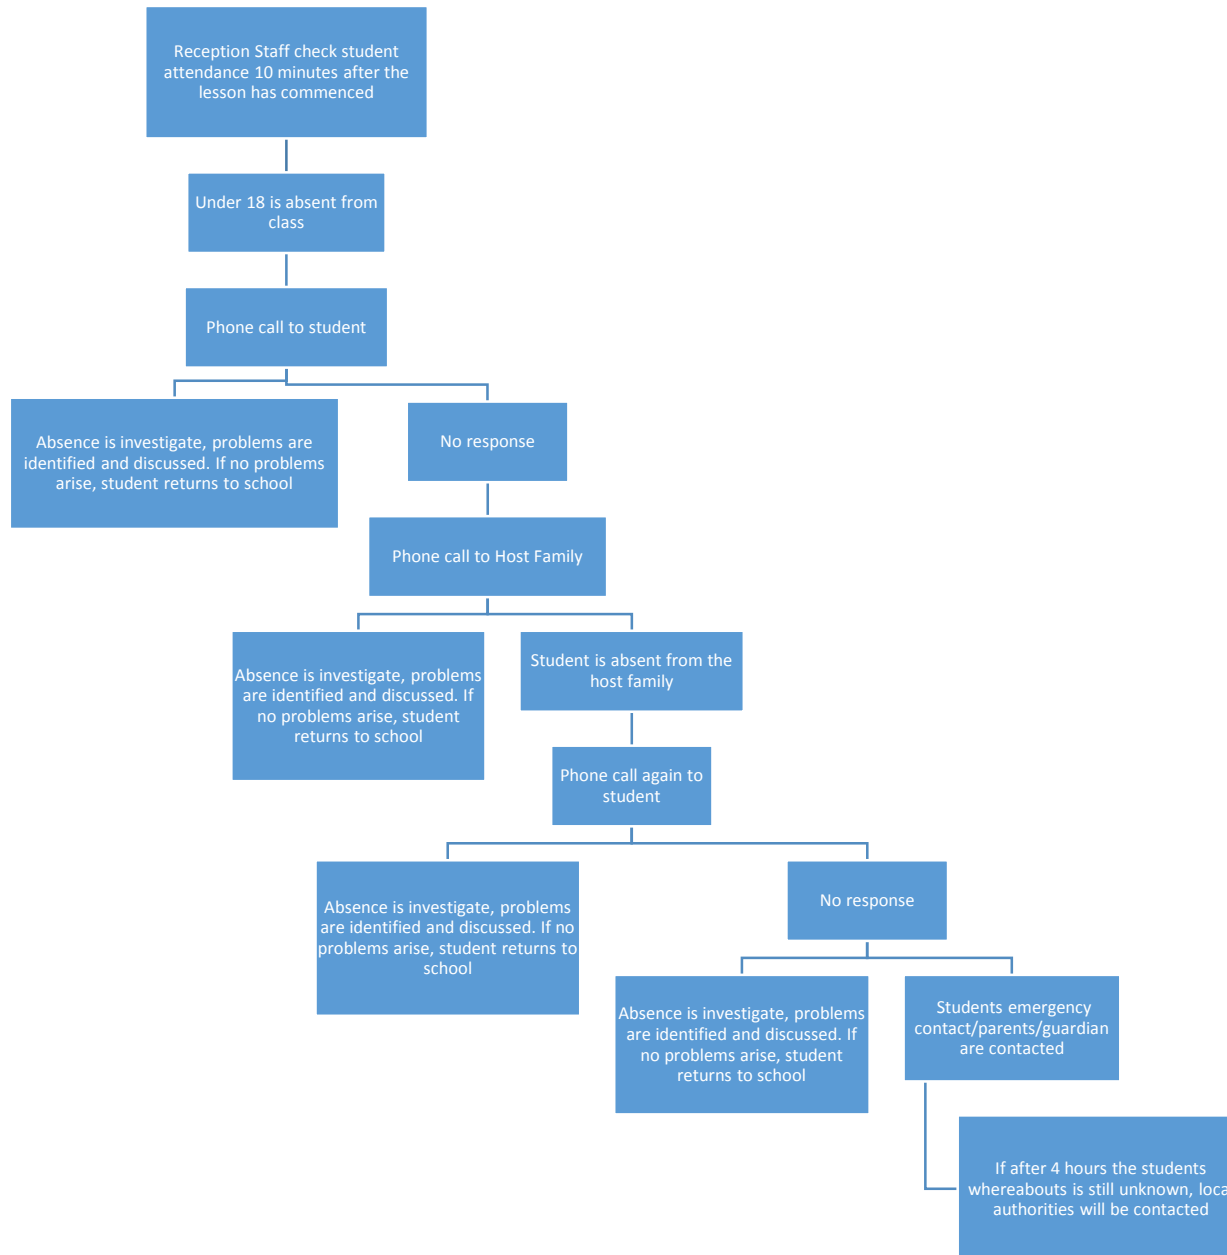 Reception Staff check student
attendance 10 minutes after the
lesson has commenced
Under 18 is absent from
class
Phone call to student
Absence is investigate, problems are
identified and discussed. If no problems
arise, student returns to school
No response
Phone call to Host Family
Absence is investigate, problems
are identified and discussed. If
no problems arise, student
returns to school
Student is absent from the
host family
Phone call again to
student
Absence is investigate, problems
are identified and discussed. If no
problems arise, student returns to
school
No response
Absence is investigate, problems
are identified and discussed. If
no problems arise, student
returns to school
Students emergency
contact/parents/guardian
are contacted
If after 4 hours the students
whereabouts is still unknown, loca
authorities will be contacted